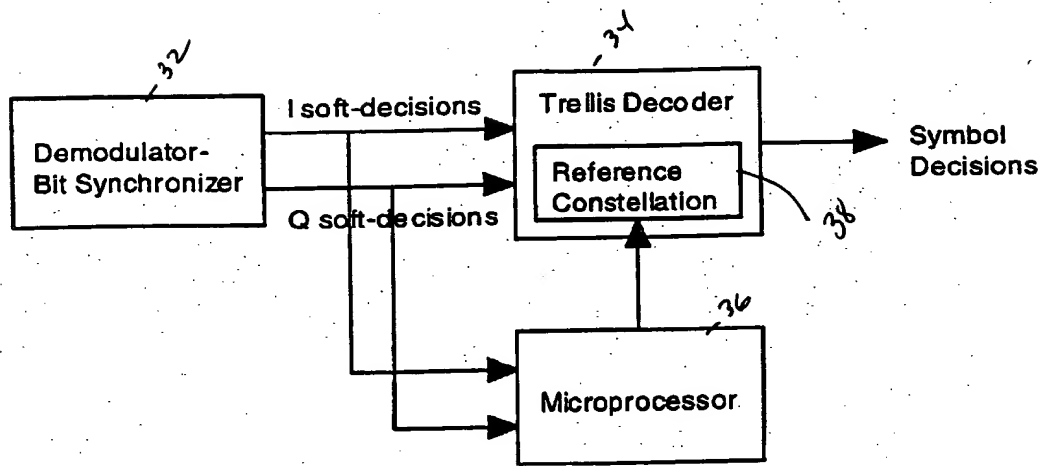 32
34
I soft-decisions
Trellis Decoder
Demodulator-
Bit Synchronizer
Reference
Constellation
Symbol
Decisions
Q soft-decisions
38
36
Microprocessor